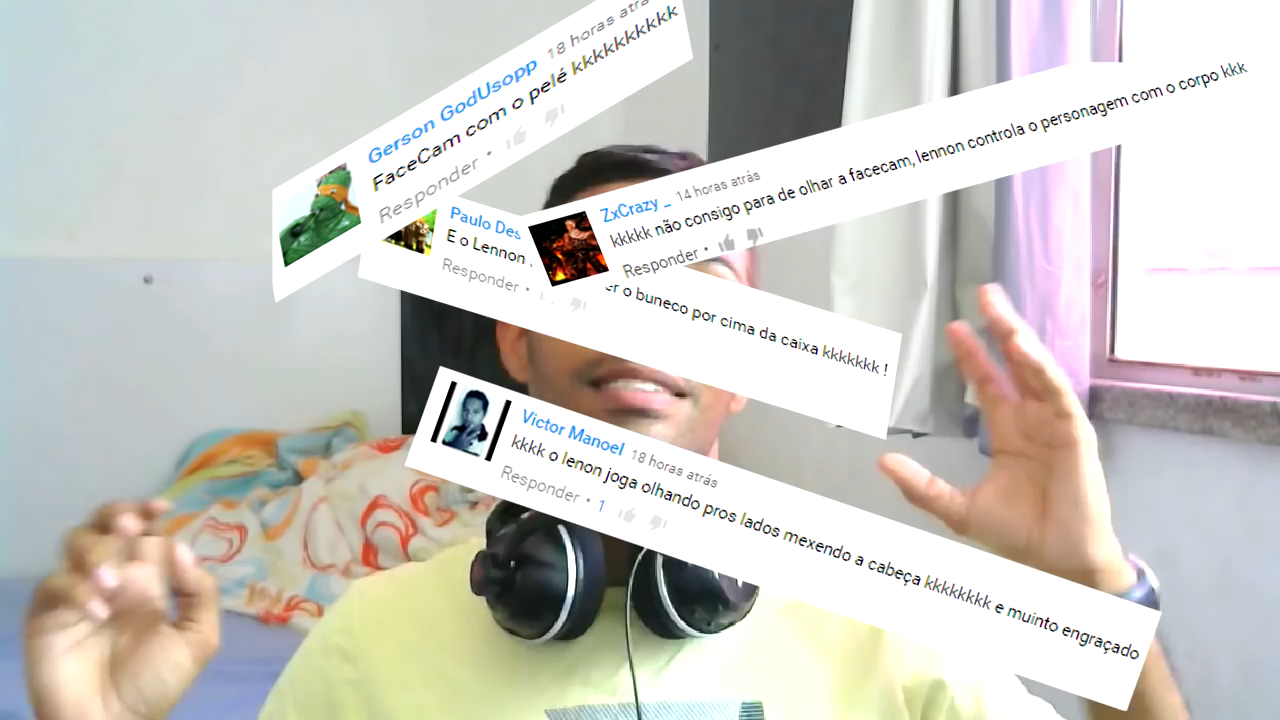 Gerson GodUsopp 18 horas atrás
FaceCam com o pelé kkkkkkkkkk
Responder •
ZxCrazy _ 14 horas atrás
kkkkk não consigo para de olhar a facecam, lennon controla o personagem com o corpo kkk
Responder •
Paulo Des
E o Lennon
er o buneco por cima da caixa kkkkkkk !
Responder •
Victor Manoel 18 horas atrás
kkkk o lenon joga olhando pros lados mexendo a cabeça kkkkkkkk e muinto engraçado
Responder • 1